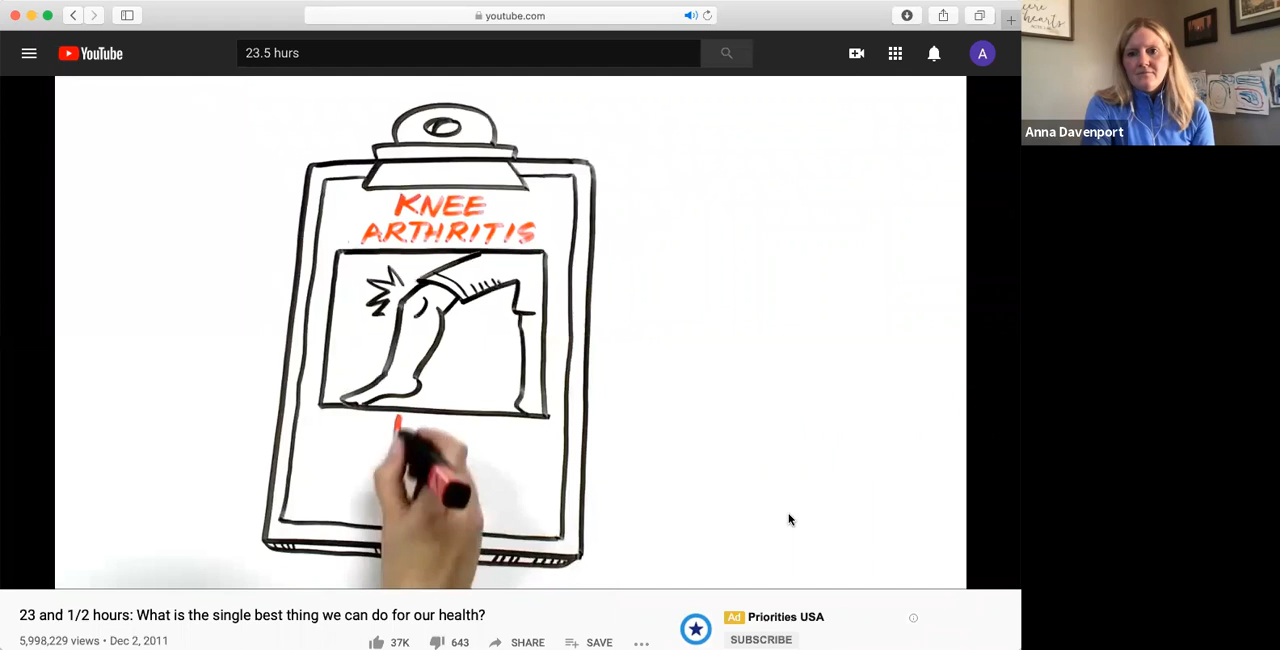 youtube.com
YouTube
23.5 hurs
A
Anna Davenport
KNEE
ARTHRITIS
23 and 1/2 hours: What is the single best thing we can do for our health?
5,998,229 views • Dec 2, 2011
37K
643
SHARE
SAVE
Ad Priorities USA
SUBSCRIBE